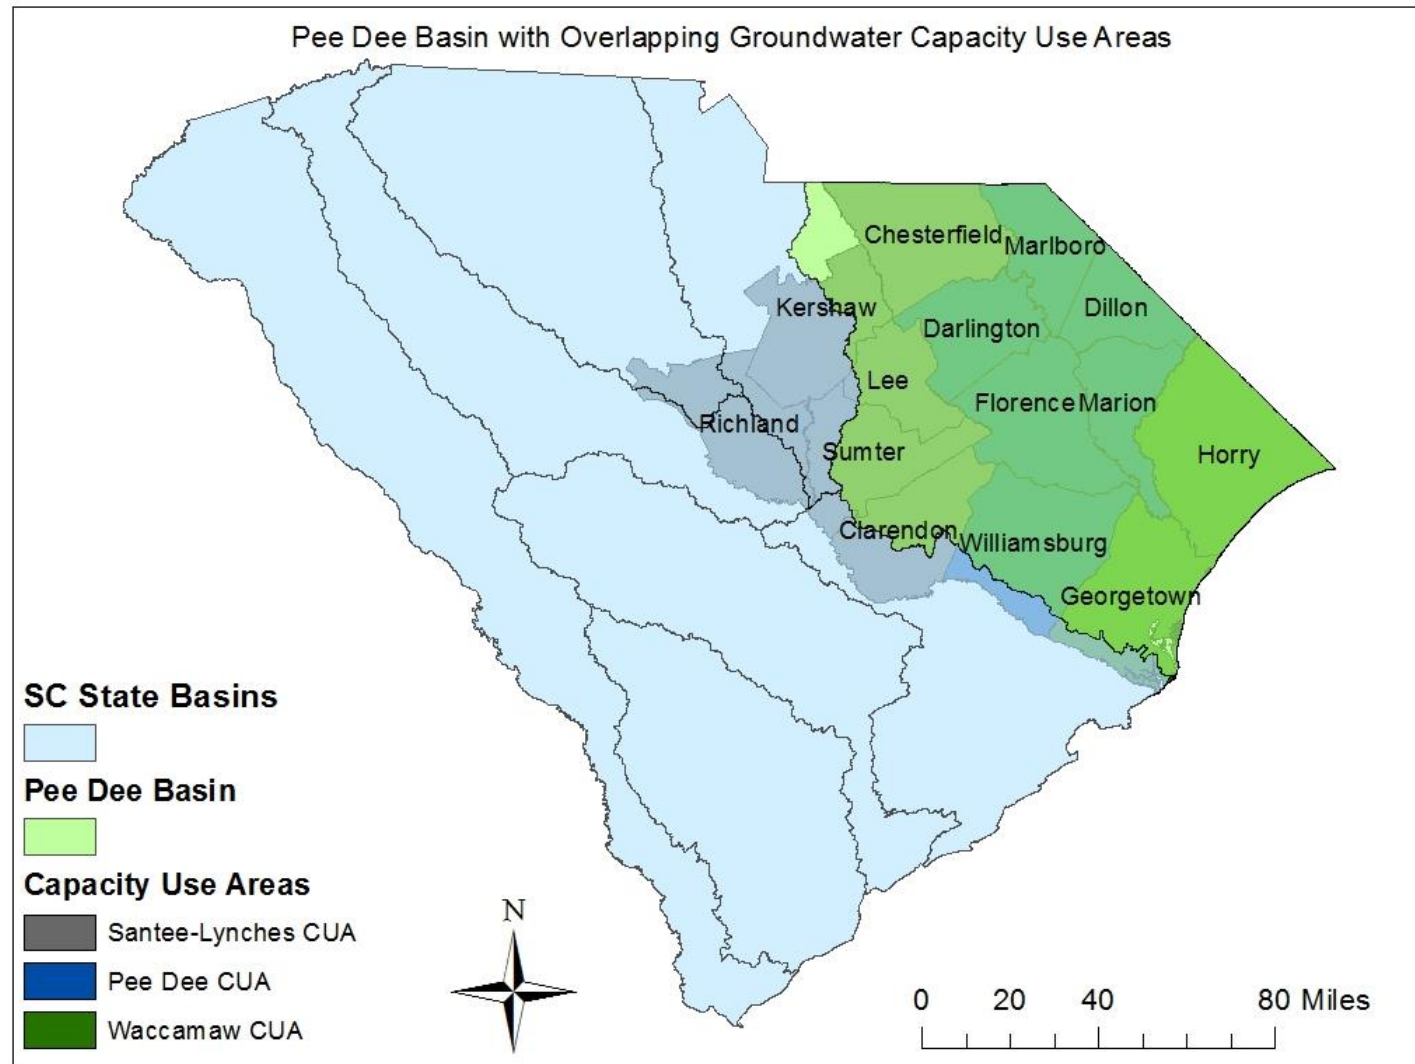 Pee Dee Basin with Overlapping Groundwater Capacity Use Areas
Chesterfield
Marlboro
Kershaw
Darlington
Dillon
Lee
Florence
Marion
Richland
Sumter
Horry
Clarendon
Williamsburg
Georgetown
SC State Basins
Pee Dee Basin
Capacity Use Areas
Santee-Lynches CUA
Pee Dee CUA
Waccamaw CUA
N
0 20 40 80 Miles